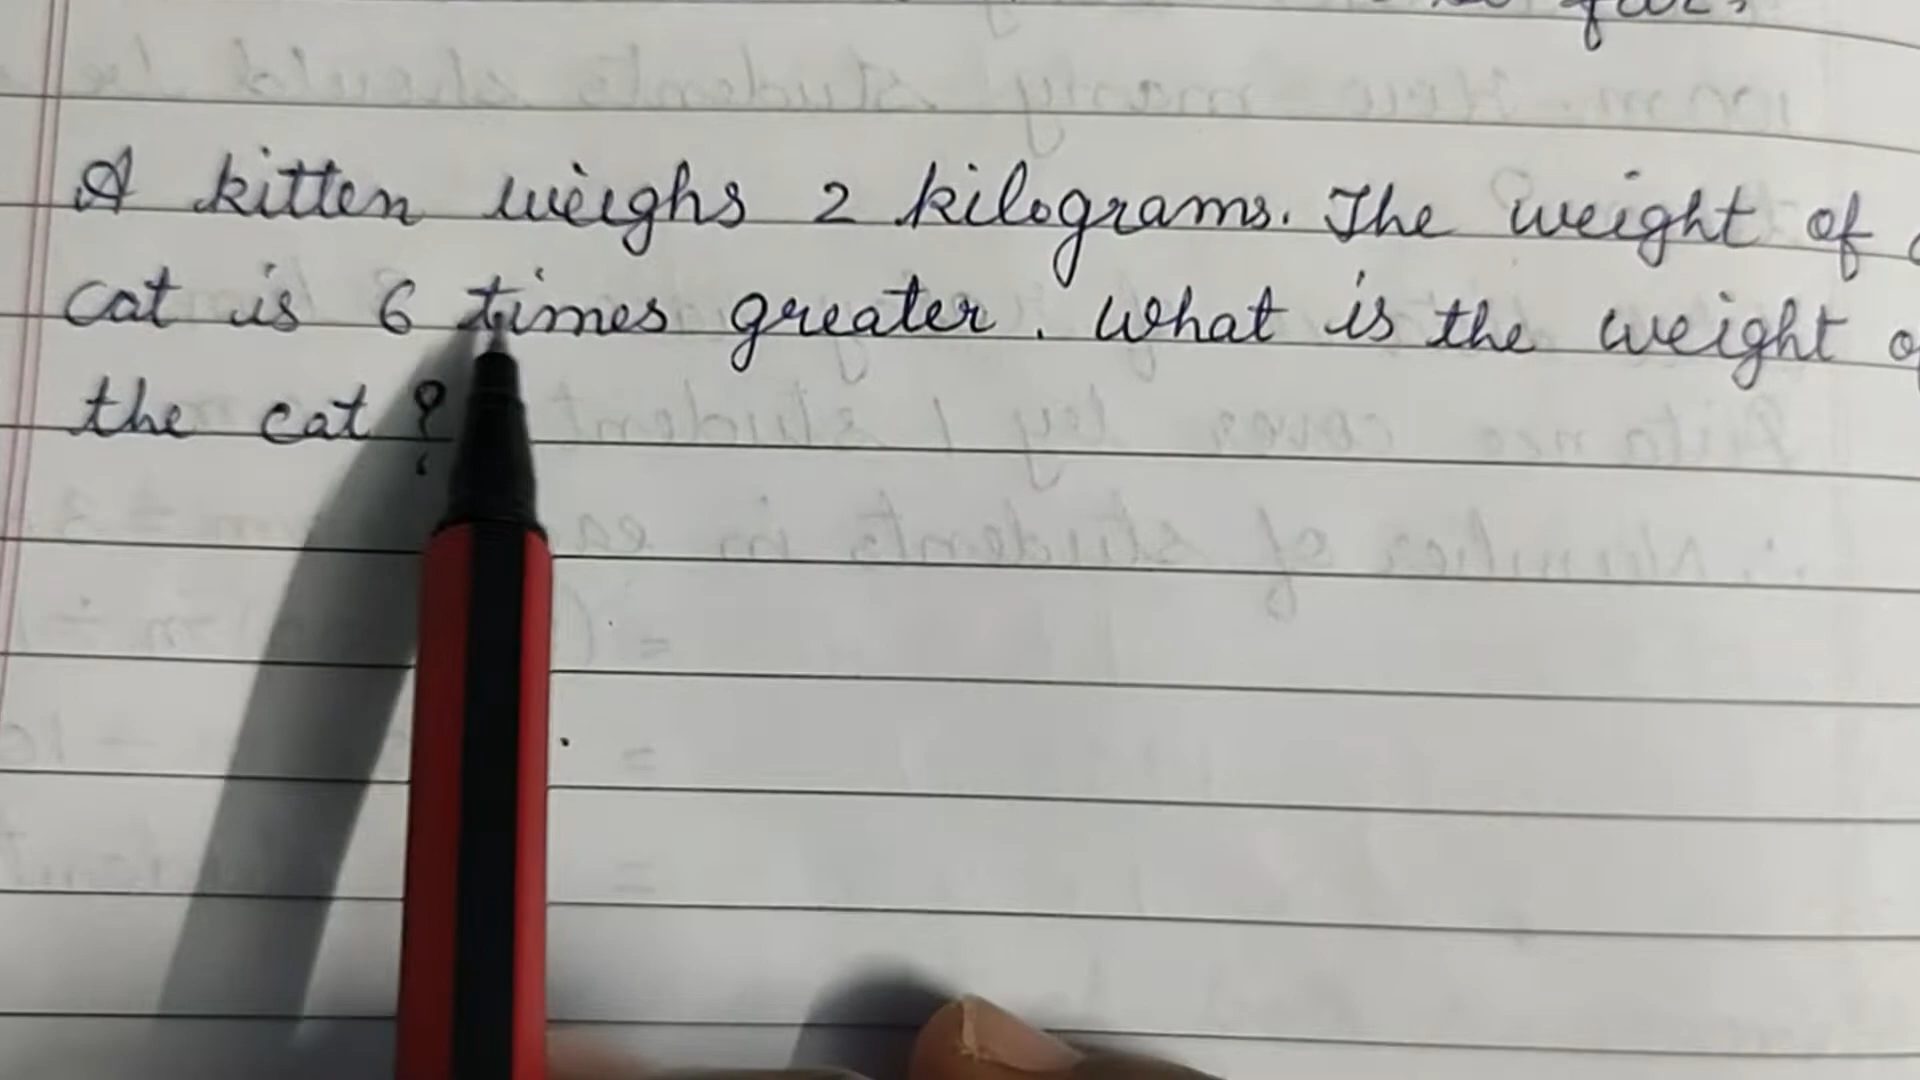 A kitten weighs 2 kilograms. The weight of
cat is 6 times greater. What is the weight
the cat ?